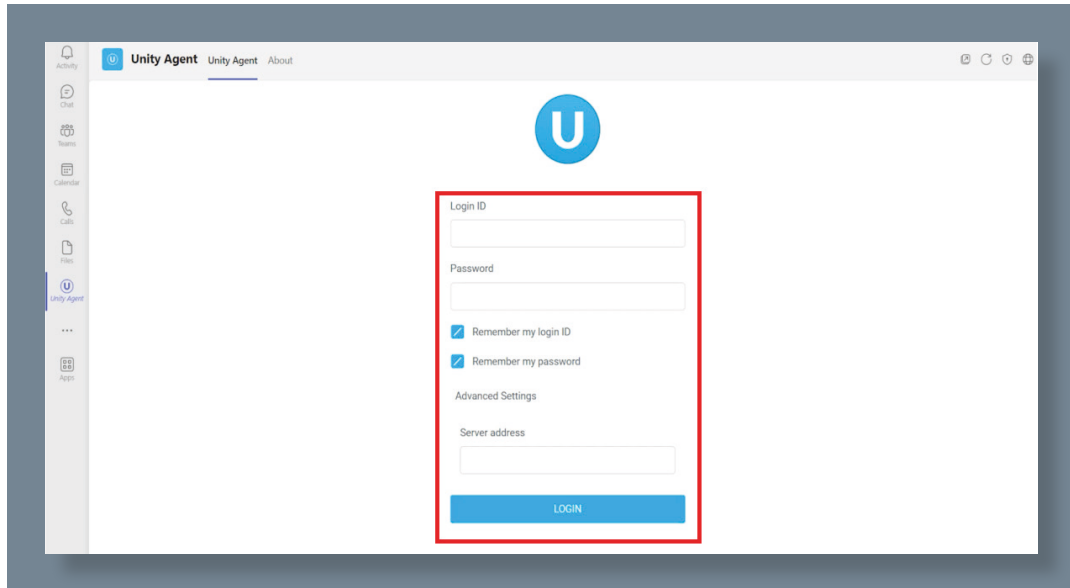 Activity
Chat
Teams
Calendar
Calls
Files
Unity Agent
Apps
Unity Agent Unity Agent About
U
Login ID
Password
Remember my login ID
Remember my password
Advanced Settings
Server address
LOGIN